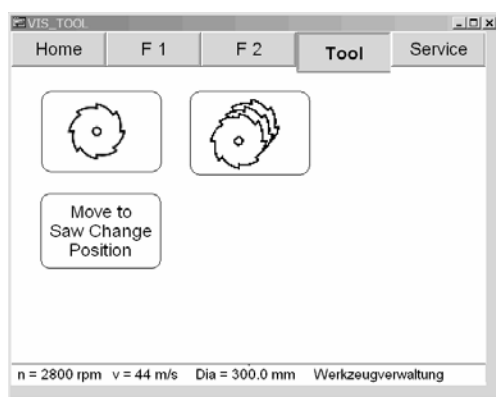 VIS_TOOL
Home F 1 F 2 Tool Service
Move to
Saw Change
Position
n = 2800 rpm v = 44 m/s Dia = 300.0 mm Werkzeugverwaltung